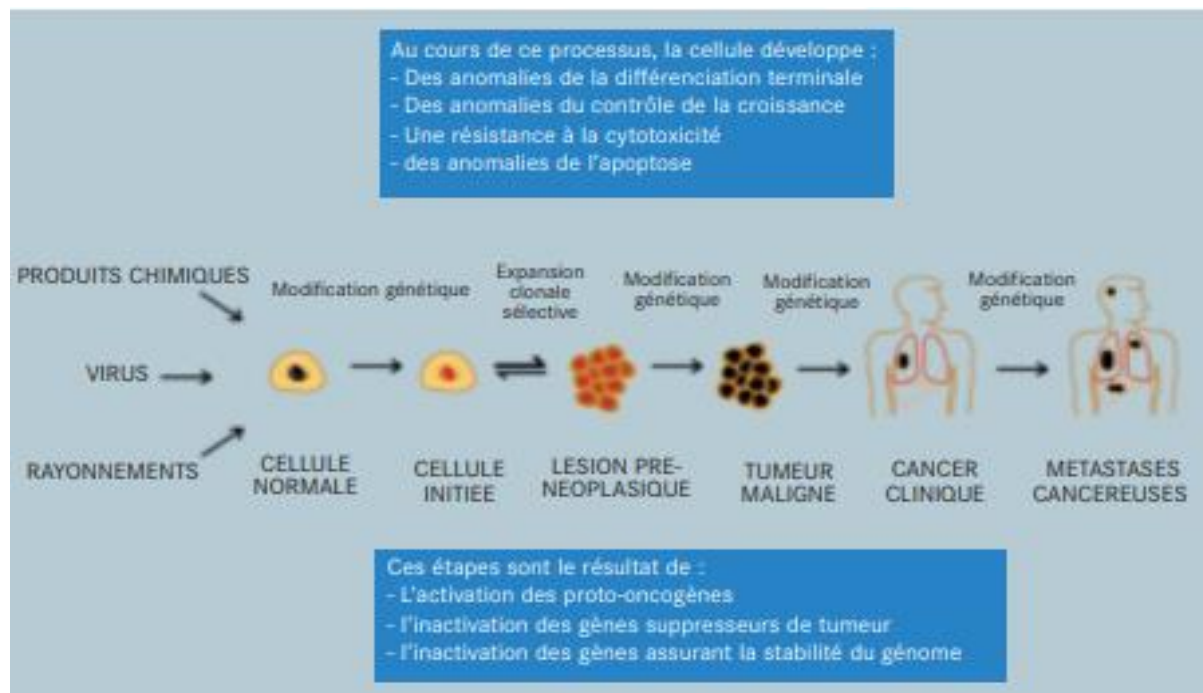 Au cours de ce processus, la cellule développe :
- Des anomalies de la différenciation terminale
- Des anomalies du contrôle de la croissance
- Une résistance à la cytotoxicité
- des anomalies de l'apoptose
PRODUITS CHIMIQUES
VIRUS
RAYONNEMENTS
Modification génétique
Expansion
clonale
sélective
Modification
génétique
Modification
génétique
Modification
génétique
CELLULE
NORMALE
CELLULE
INITIEE
LESION PRE-
NEOPLASIQUE
TUMEUR
MALIGNE
CANCER
CLINIQUE
METASTASES
CANCEREUSES
Ces étapes sont le résultat de :
- L'activation des proto-oncogènes
- l'inactivation des gènes suppresseurs de tumeur
- l'inactivation des gènes assurant la stabilité du génome